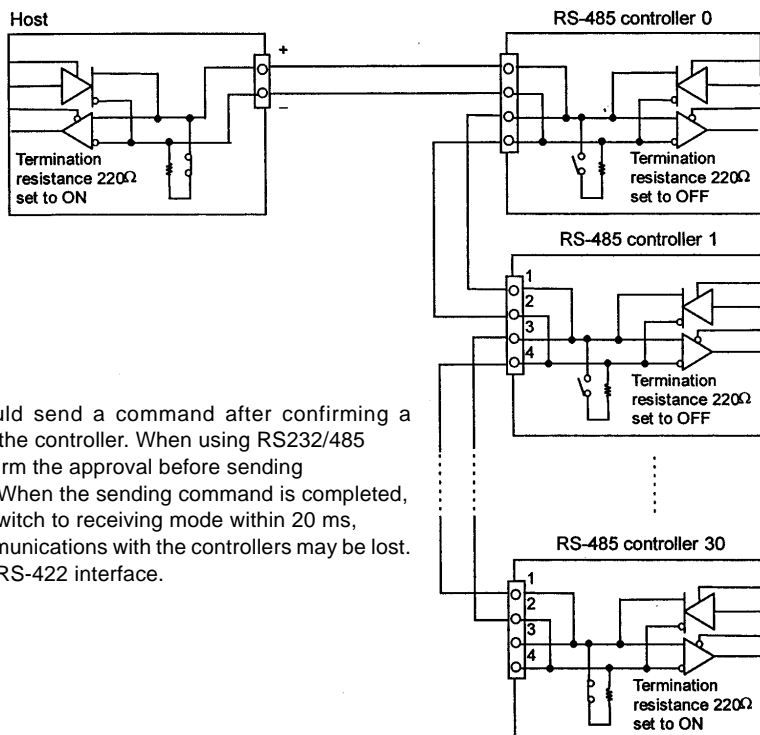 Host
+
–
Termination
resistance 220Ω
set to ON
RS-485 controller 0
Termination
resistance 220Ω
set to OFF
RS-485 controller 1
1
2
3
4
Termination
resistance 220Ω
set to OFF
send a command after confirming a
the controller. When using RS232/485
the approval before sending
When the sending command is completed,
to receiving mode within 20 ms,
with the controllers may be lost.
RS-422 interface.
RS-485 controller 30
1
2
3
4
Termination
resistance 220Ω
set to ON